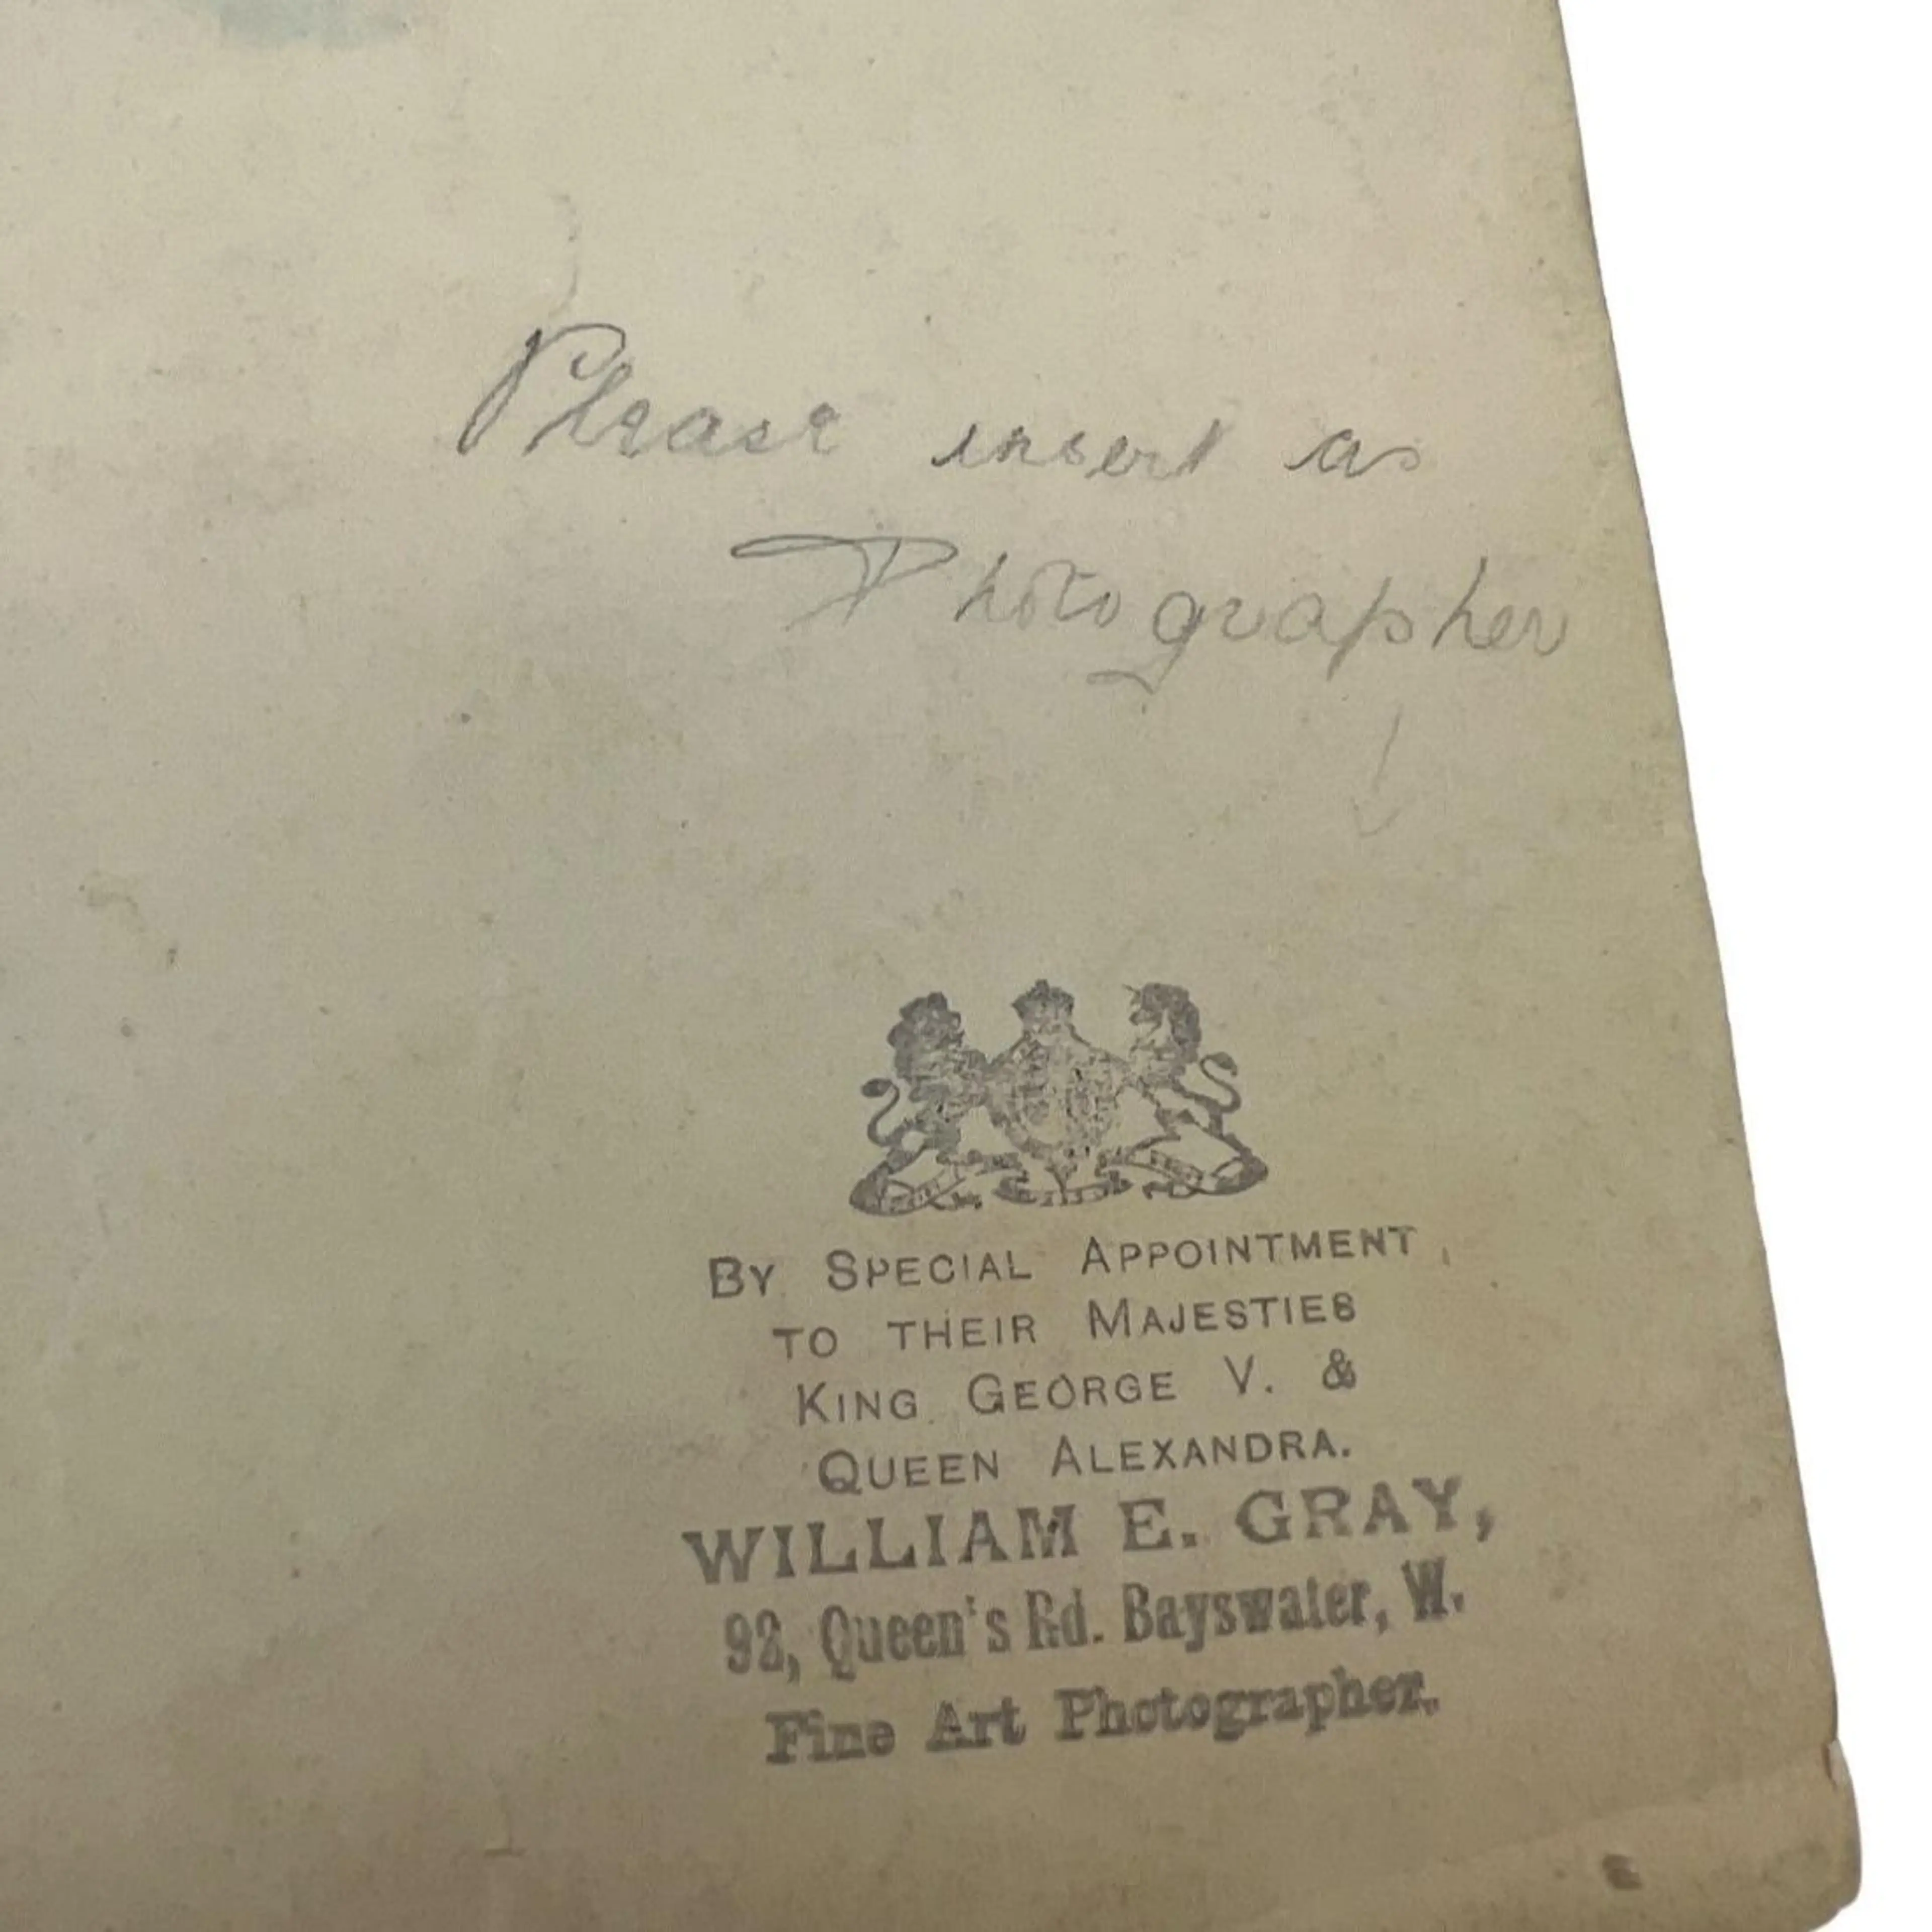 Please insert as
Photographer
By Special Appointment
to their Majesties
King George V. &
Queen Alexandra.
WILLIAM E. GRAY,
92, Queen's Rd. Bayswater, W.
Fine Art Photographer.